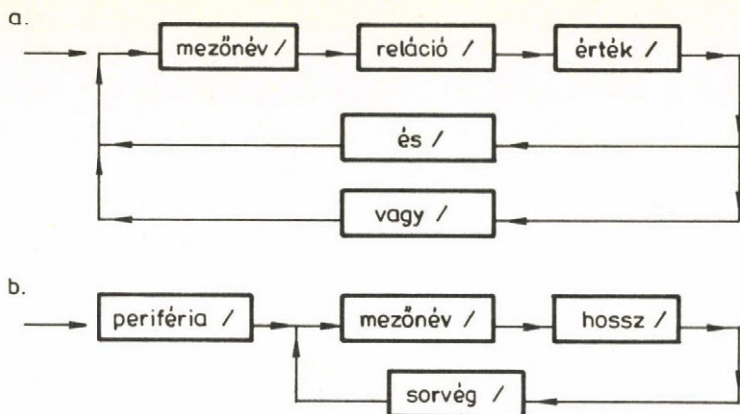 a.
mezőnév / reláció / érték /
és /
vagy /
b.
periféria / mezőnév / hossz /
sorvég /